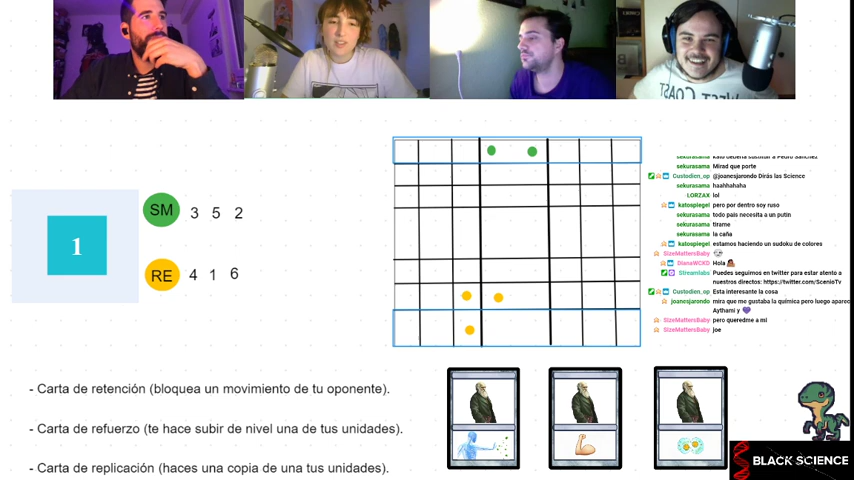 1
SM 3 5 2
RE 4 1 6
sekurasama Mirad que porte
Custodien_op @joanesjarondo Dirás las Science
sekurasama haahhahaha
LORZAX lol
katospiegel pero por dentro soy ruso
sekurasama todo pais necesita a un putin
sekurasama tirame
sekurasama la caña
katospiegel estamos haciendo un sudoku de colores
SizeMattersBaby
DianaWCKD Hola
Streamlabs Puedes seguirnos en twitter para estar atento a
nuestros directos: https://twitter.com/ScenioTv
Custodien_op Esta interesante la cosa
joanesjarondo mira que me gustaba la química pero luego aparec
Aythami y
SizeMattersBaby pero queredme a mi
SizeMattersBaby joe
- Carta de retención (bloquea un movimiento de tu oponente).
- Carta de refuerzo (te hace subir de nivel una de tus unidades).
- Carta de replicación (haces una copia de una tus unidades).
BLACK SCIENCE